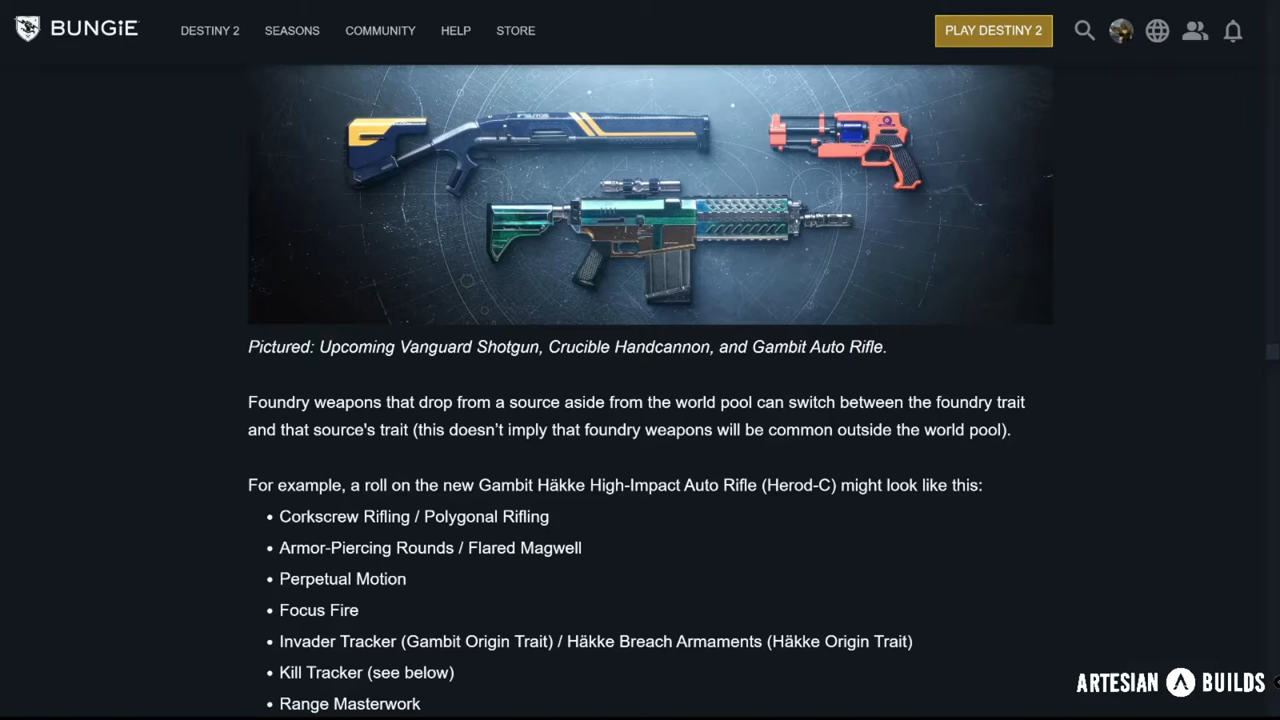 BUNGiE DESTINY 2 SEASONS COMMUNITY HELP STORE PLAY DESTINY 2
Pictured: Upcoming Vanguard Shotgun, Crucible Handcannon, and Gambit Auto Rifle.
Foundry weapons that drop from a source aside from the world pool can switch between the foundry trait
and that source's trait (this doesn’t imply that foundry weapons will be common outside the world pool).
For example, a roll on the new Gambit Häkke High-Impact Auto Rifle (Herod-C) might look like this:
• Corkscrew Rifling / Polygonal Rifling
• Armor-Piercing Rounds / Flared Magwell
• Perpetual Motion
• Focus Fire
• Invader Tracker (Gambit Origin Trait) / Häkke Breach Armaments (Häkke Origin Trait)
• Kill Tracker (see below)
• Range Masterwork
ARTESIAN BUILDS